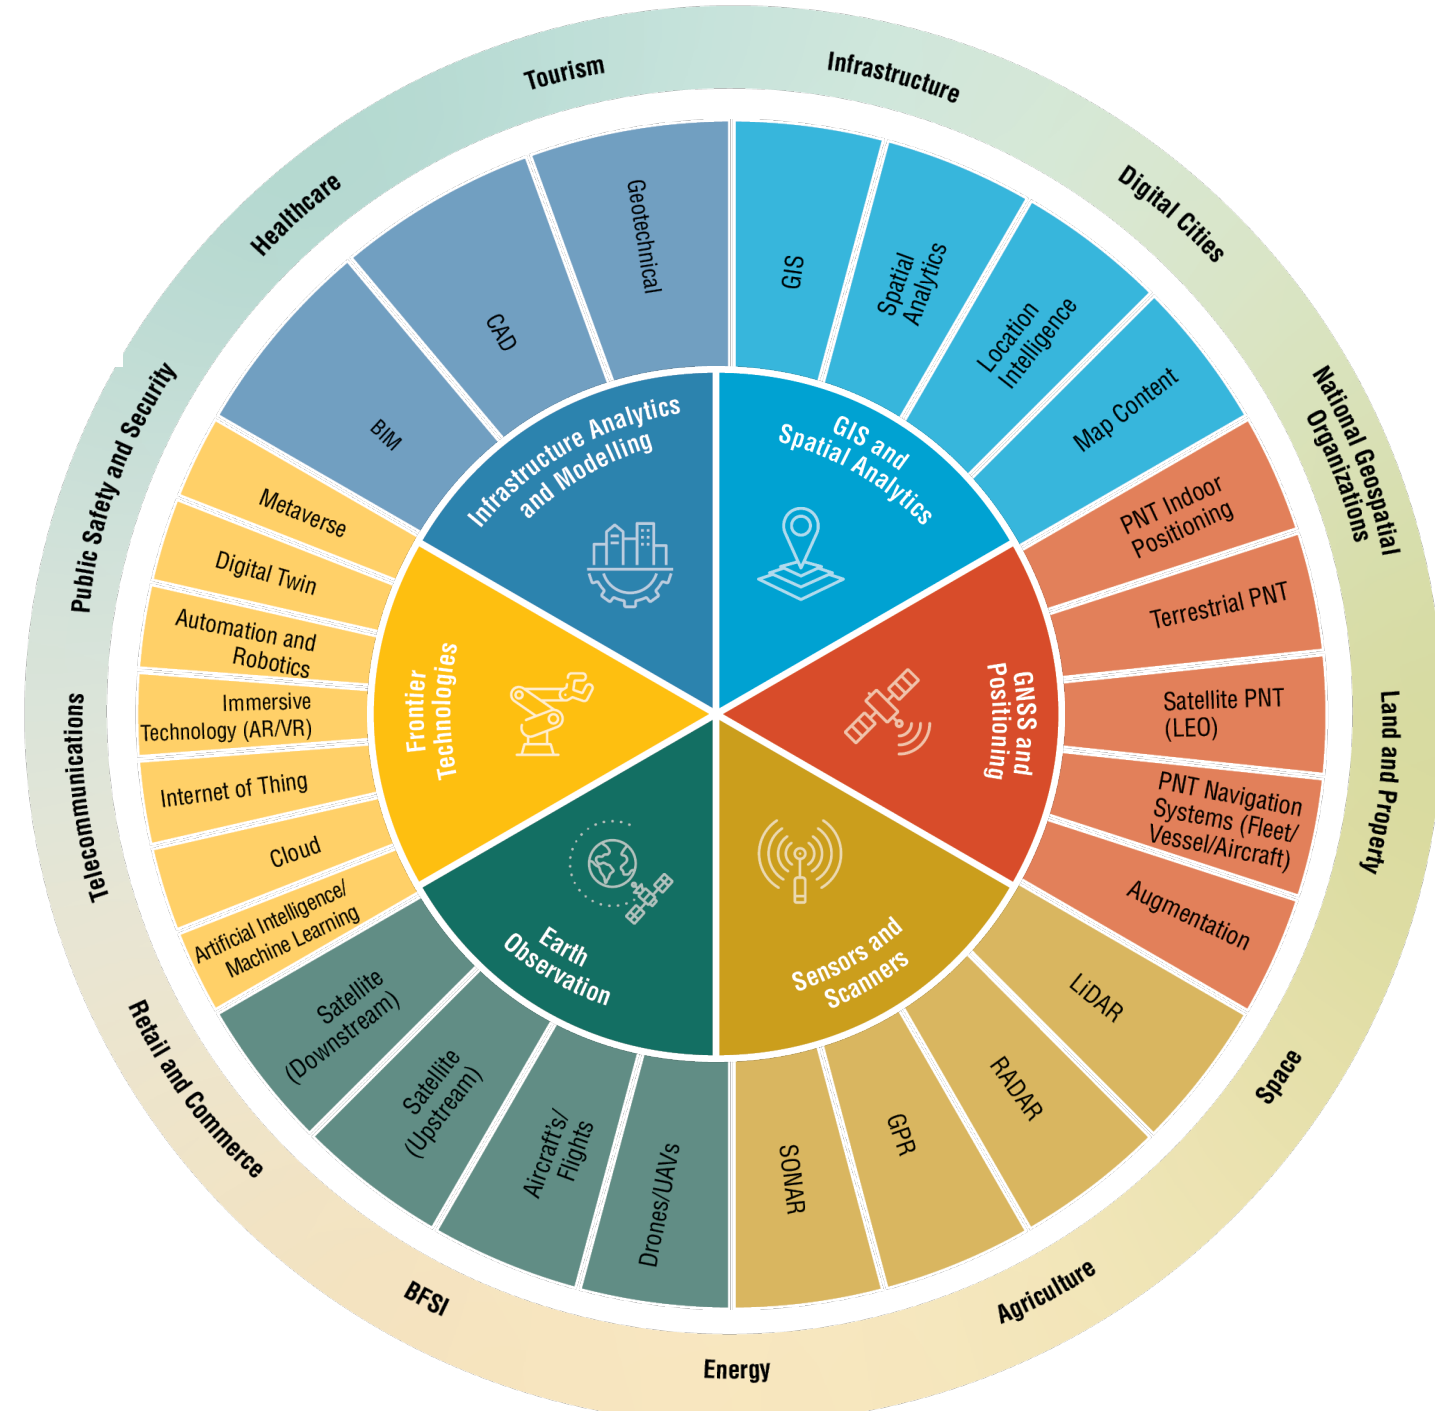 Tourism
Infrastructure
Digital Cities
National Geospatial
Organizations
Land and Property
Space
Agriculture
Energy
BFSI
Retail and Commerce
Telecommunications
Public Safety and Security
Healthcare
GIS
Spatial
Analytics
Location
Intelligence
Map Content
PNT Indoor
Positioning
Terrestrial PNT
Satellite PNT
(LEO)
PNT Navigation
Systems (Fleet/
Vessel/Aircraft)
Augmentation
LiDAR
RADAR
GPR
SONAR
Drones/UAVs
Aircraft's/
Flights
Satellite
(Upstream)
Satellite
(Downstream)
Artificial Intelligence/
Machine Learning
Cloud
Internet of Thing
Immersive
Technology (AR/VR)
Automation and
Robotics
Digital Twin
Metaverse
BIM
CAD
Geotechnical
GIS and
Spatial Analytics
GNSS and
Positioning
Sensors and
Scanners
Earth
Observation
Frontier
Technologies
Infrastructure Analytics
and Modelling